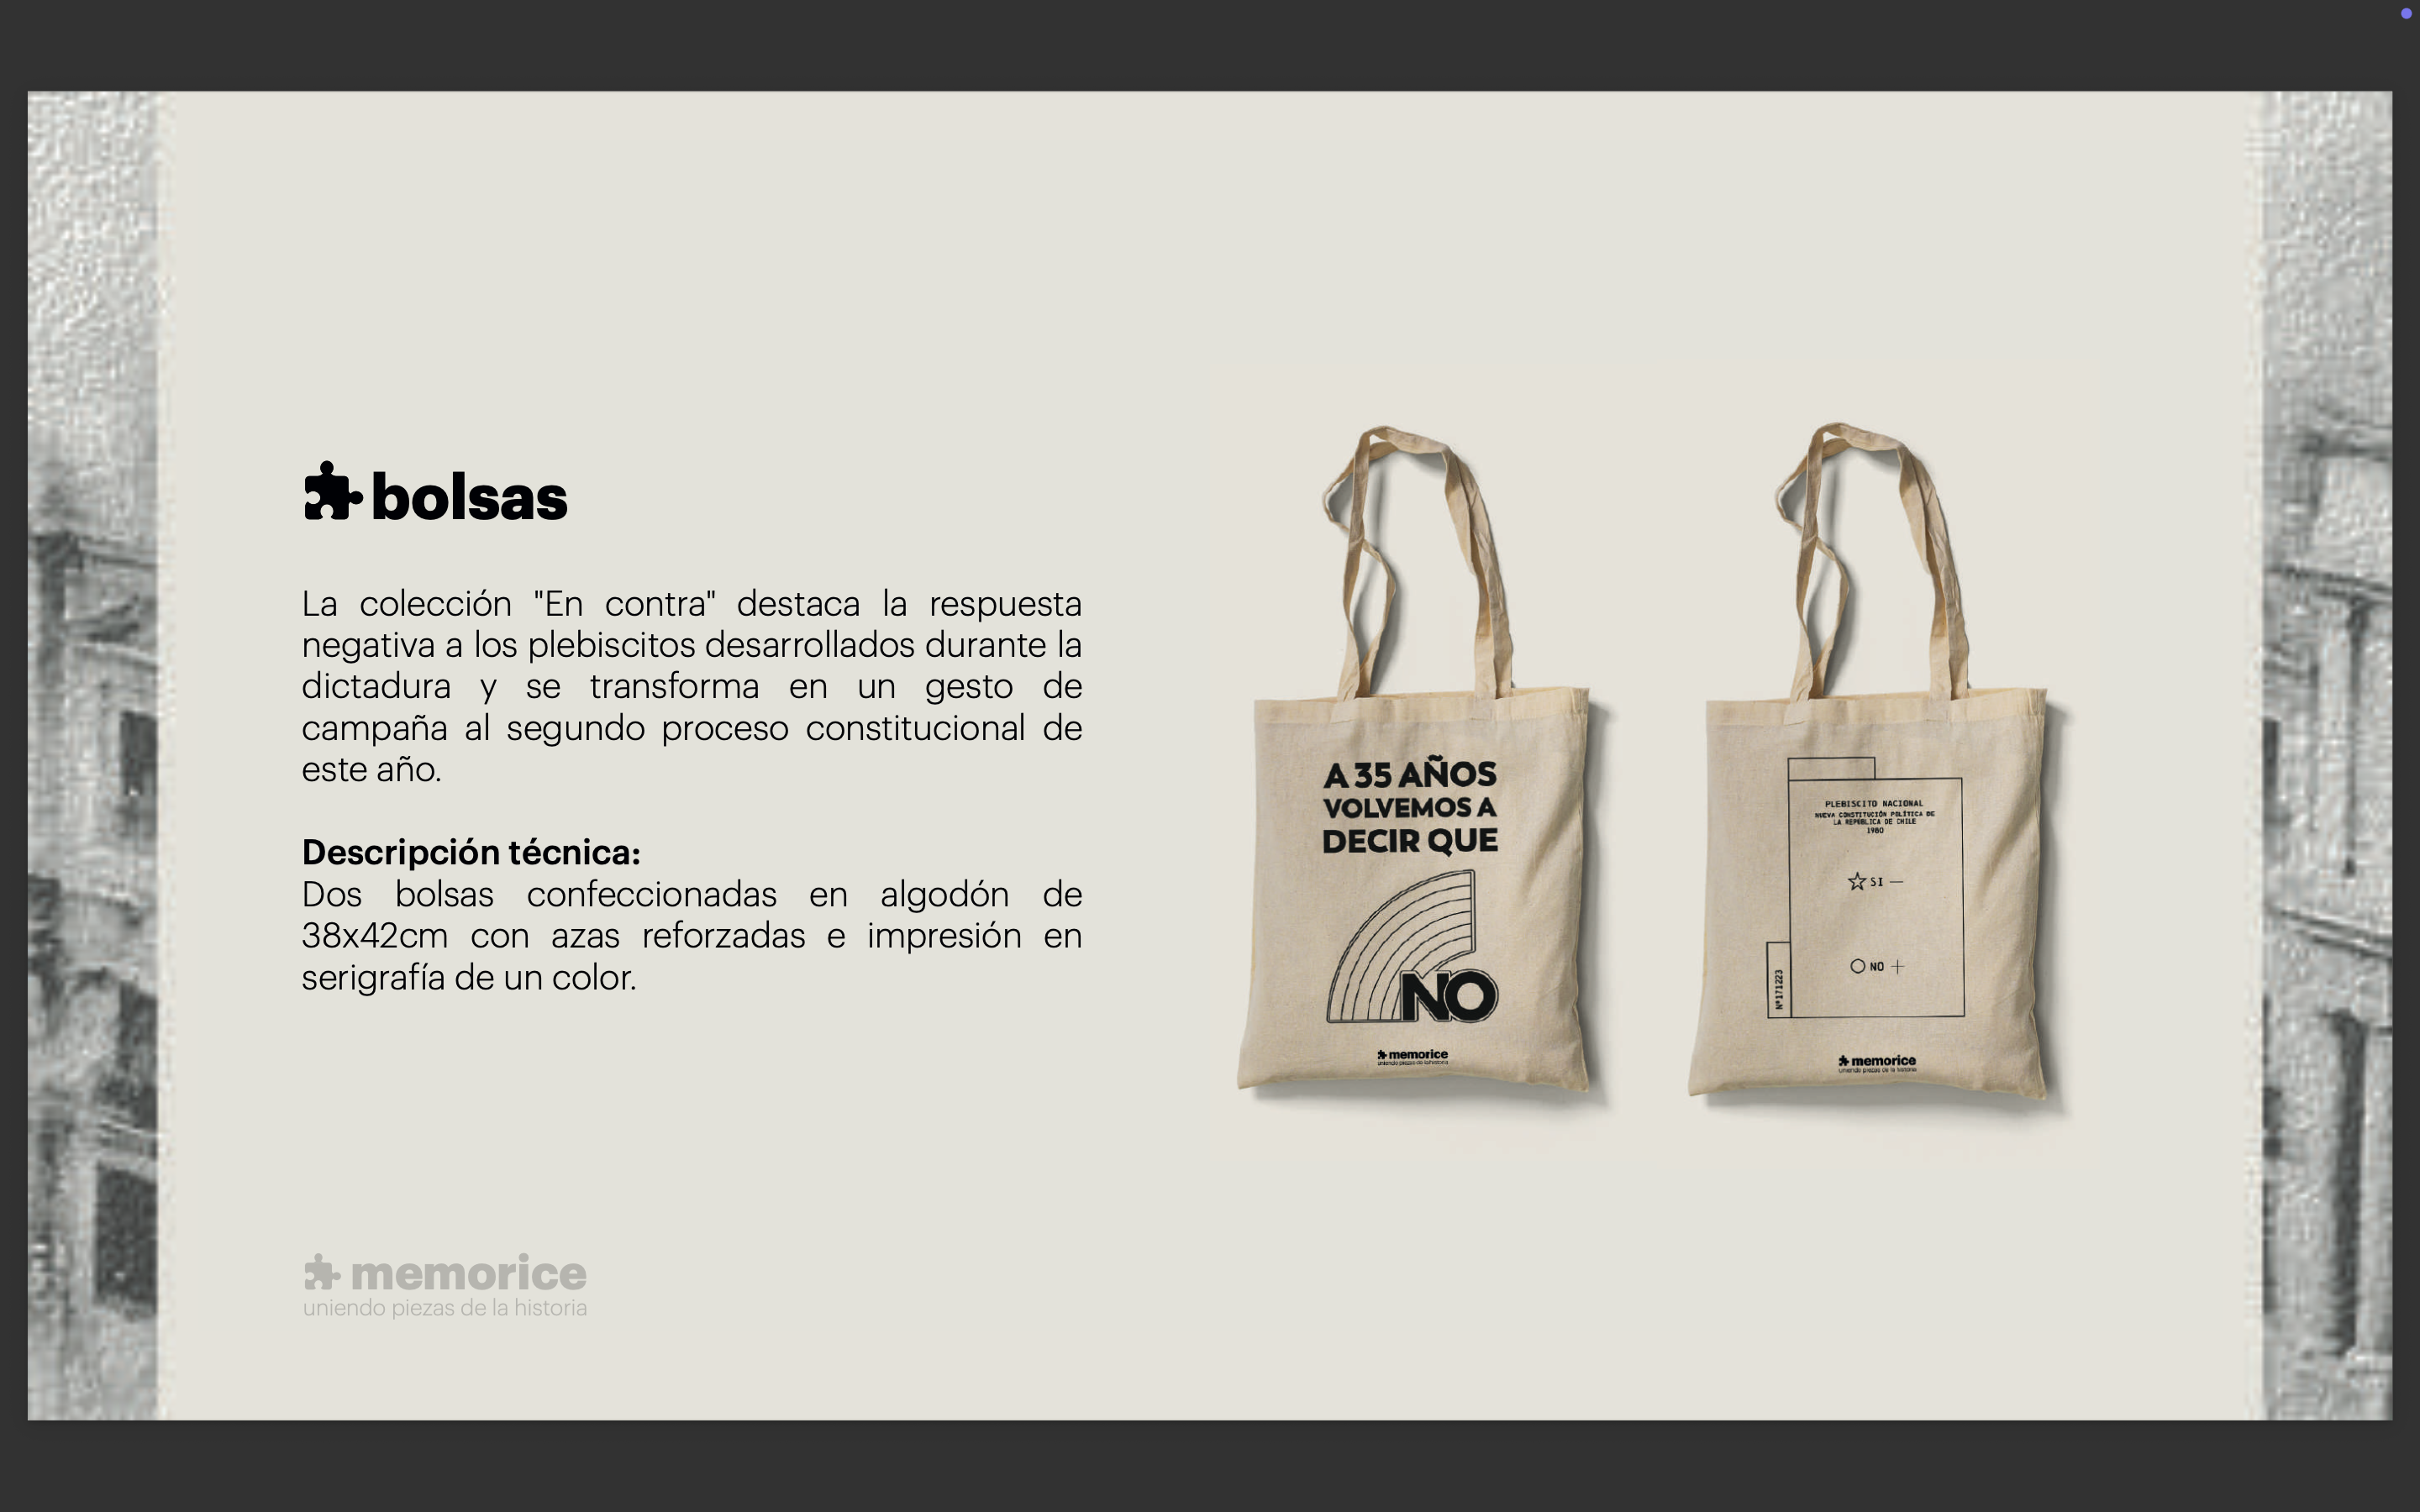 bolsas
La colección "En contra" destaca la respuesta
negativa a los plebiscitos desarrollados durante la
dictadura y se transforma en un gesto de
campaña al segundo proceso constitucional de
este año.
Descripción técnica:
Dos bolsas confeccionadas en algodón de
38x42cm con azas reforzadas e impresión en
serigrafía de un color.
memorice
uniendo piezas de la historia
A 35 AÑOS
VOLVEMOS A
DECIR QUE
NO
memorice
uniendo piezas de la historia
PLEBISCITO NACIONAL
NUEVA CONSTITUCIÓN POLÍTICA DE
LA REPÚBLICA DE CHILE
1980
SI —
NO +
Nº171223
memorice
uniendo piezas de la historia